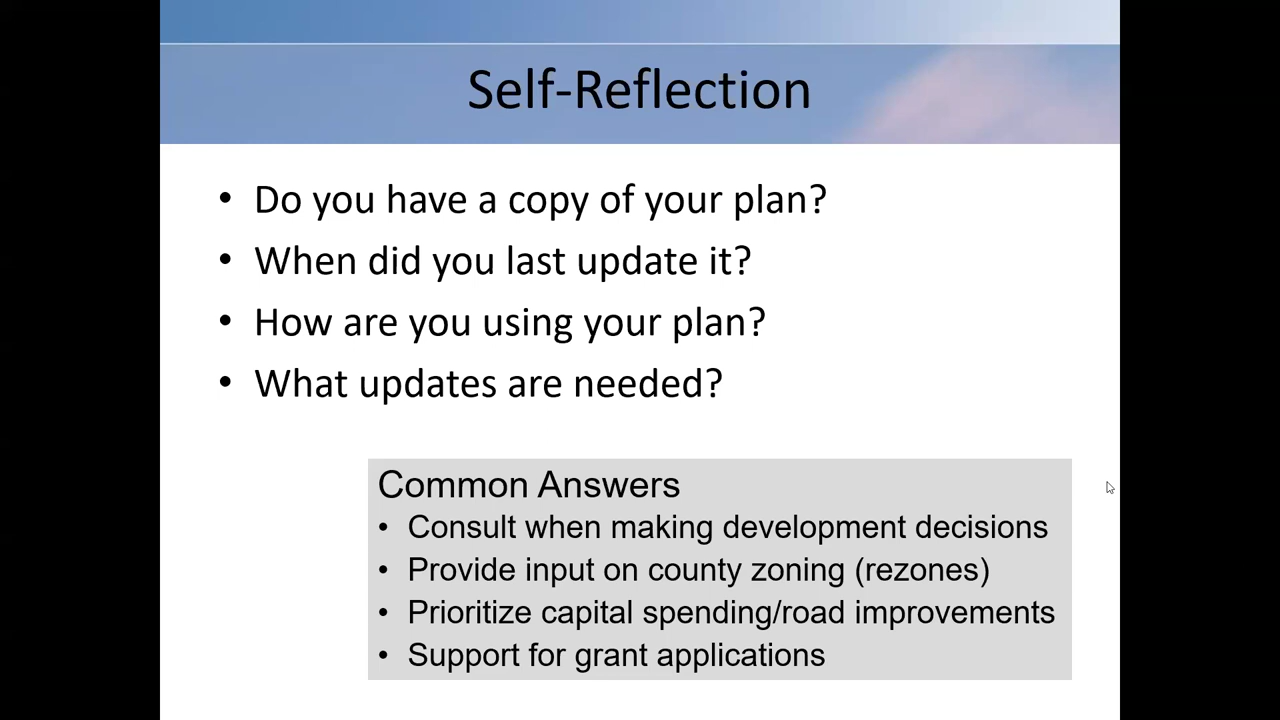 Self-Reflection
• Do you have a copy of your plan?
• When did you last update it?
• How are you using your plan?
• What updates are needed?
Common Answers
• Consult when making development decisions
• Provide input on county zoning (rezones)
• Prioritize capital spending/road improvements
• Support for grant applications